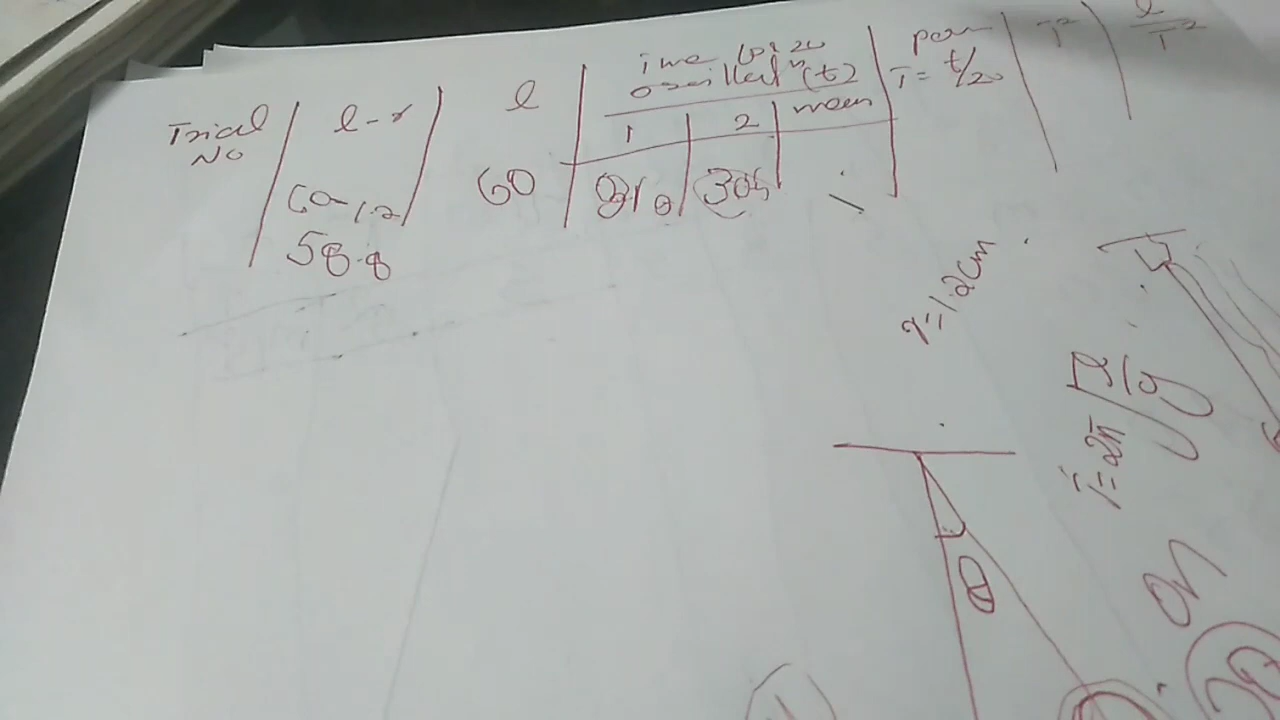 Trial No | l-r | l | time for 20 oscillatn (t) | per T = t/20 | T² | l/T²
1 | 2 | mean
60-1.2 | 60 | 310 | 305
58.8
r=1.2cm
T=2π√l/g
θ